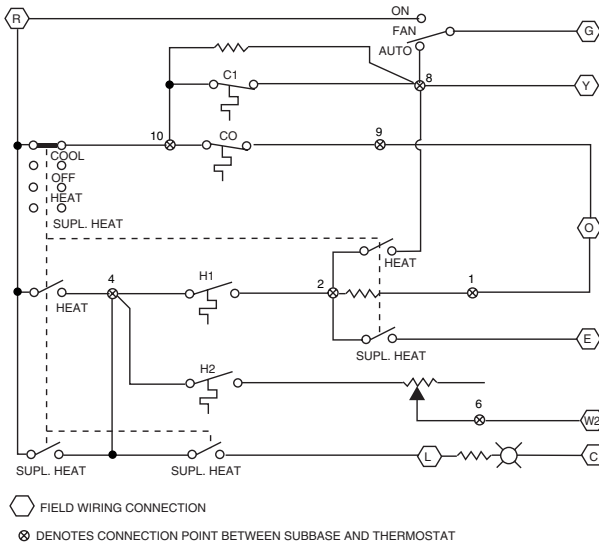 R
ON
FAN
G
AUTO
C1
8
Y
10
CO
9
COOL
OFF
HEAT
SUPL. HEAT
O
HEAT
4
H1
2
1
HEAT
SUPL. HEAT
E
H2
6
W2
SUPL. HEAT
SUPL. HEAT
L
C
FIELD WIRING CONNECTION
DENOTES CONNECTION POINT BETWEEN SUBBASE AND THERMOSTAT